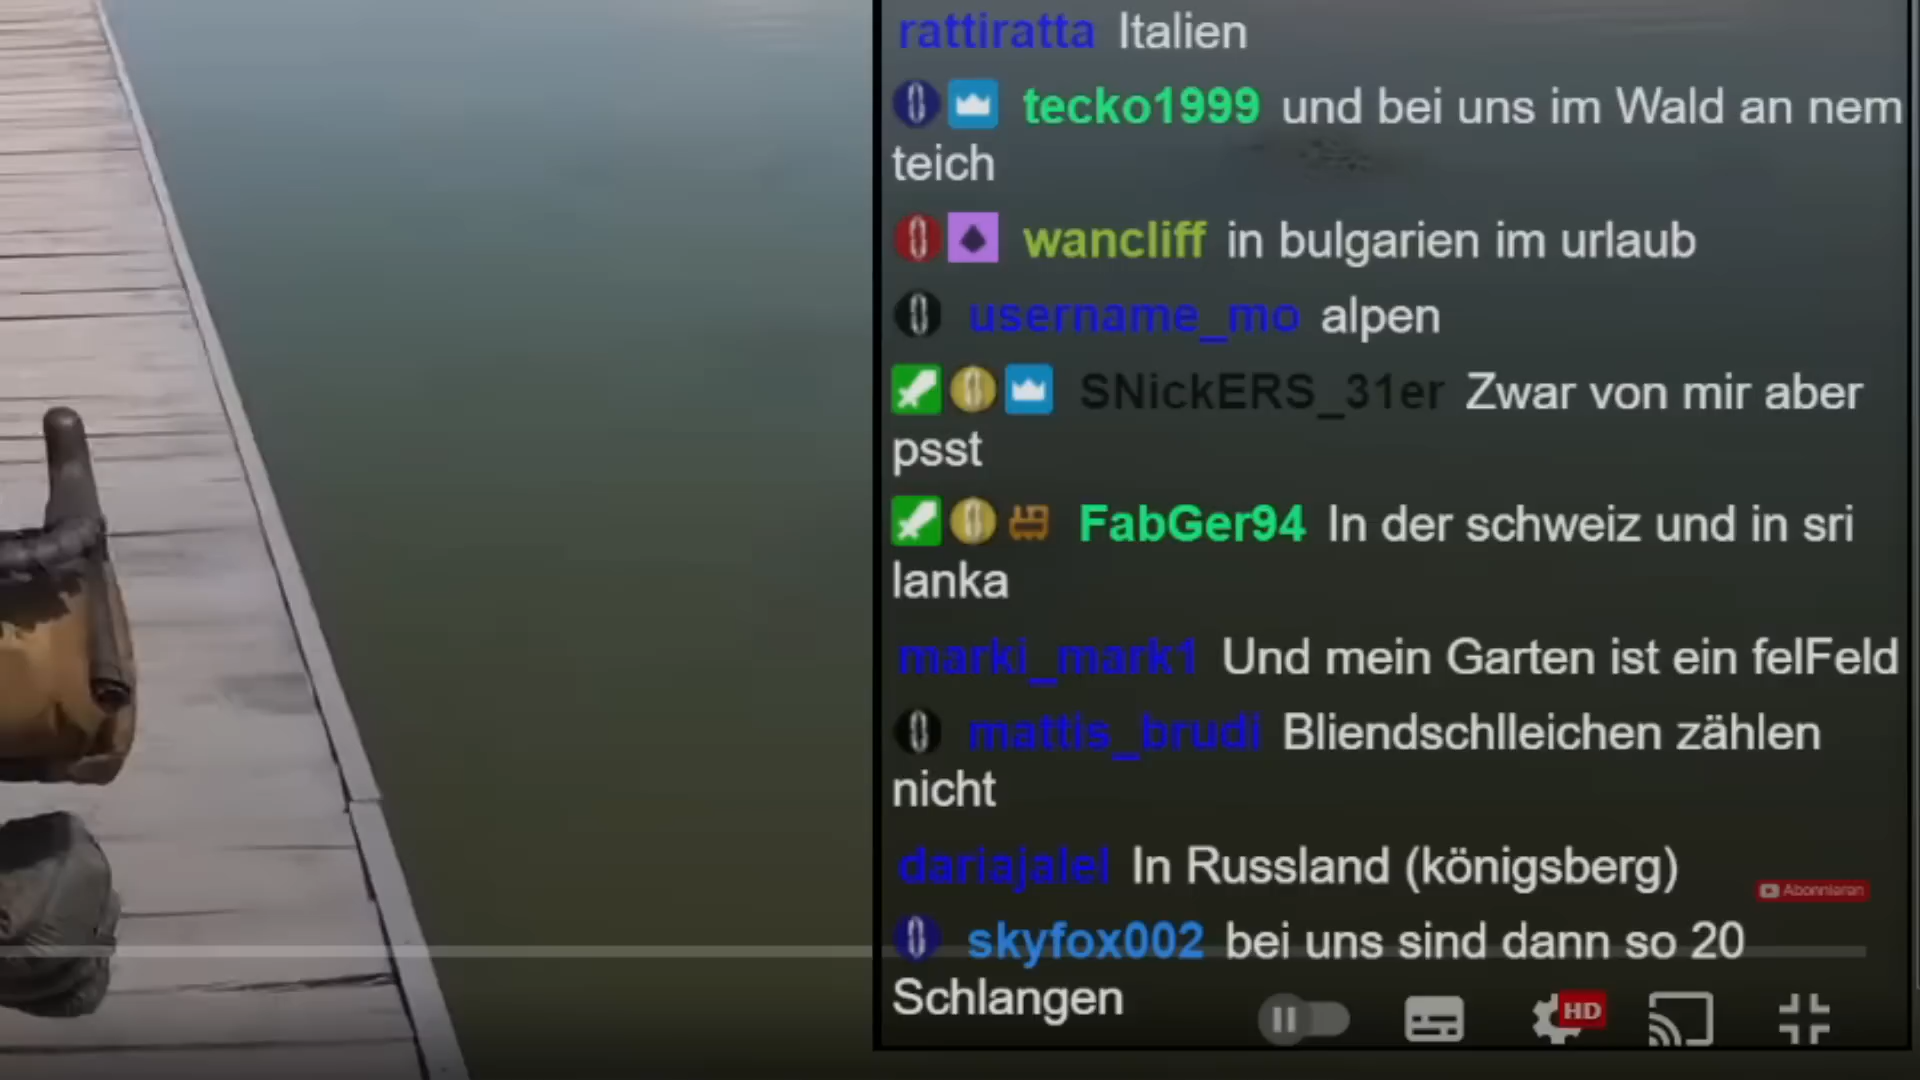 rattiratta Italien
tecko1999 und bei uns im Wald an nem
teich
wancliff in bulgarien im urlaub
username_mo alpen
SNickERS_31er Zwar von mir aber
psst
FabGer94 In der schweiz und in sri
lanka
marki_mark1 Und mein Garten ist ein felFeld
mattis_brudi Bliendschlleichen zählen
nicht
dariajalel In Russland (königsberg)
Abonnieren
skyfox002 bei uns sind dann so 20
Schlangen
HD